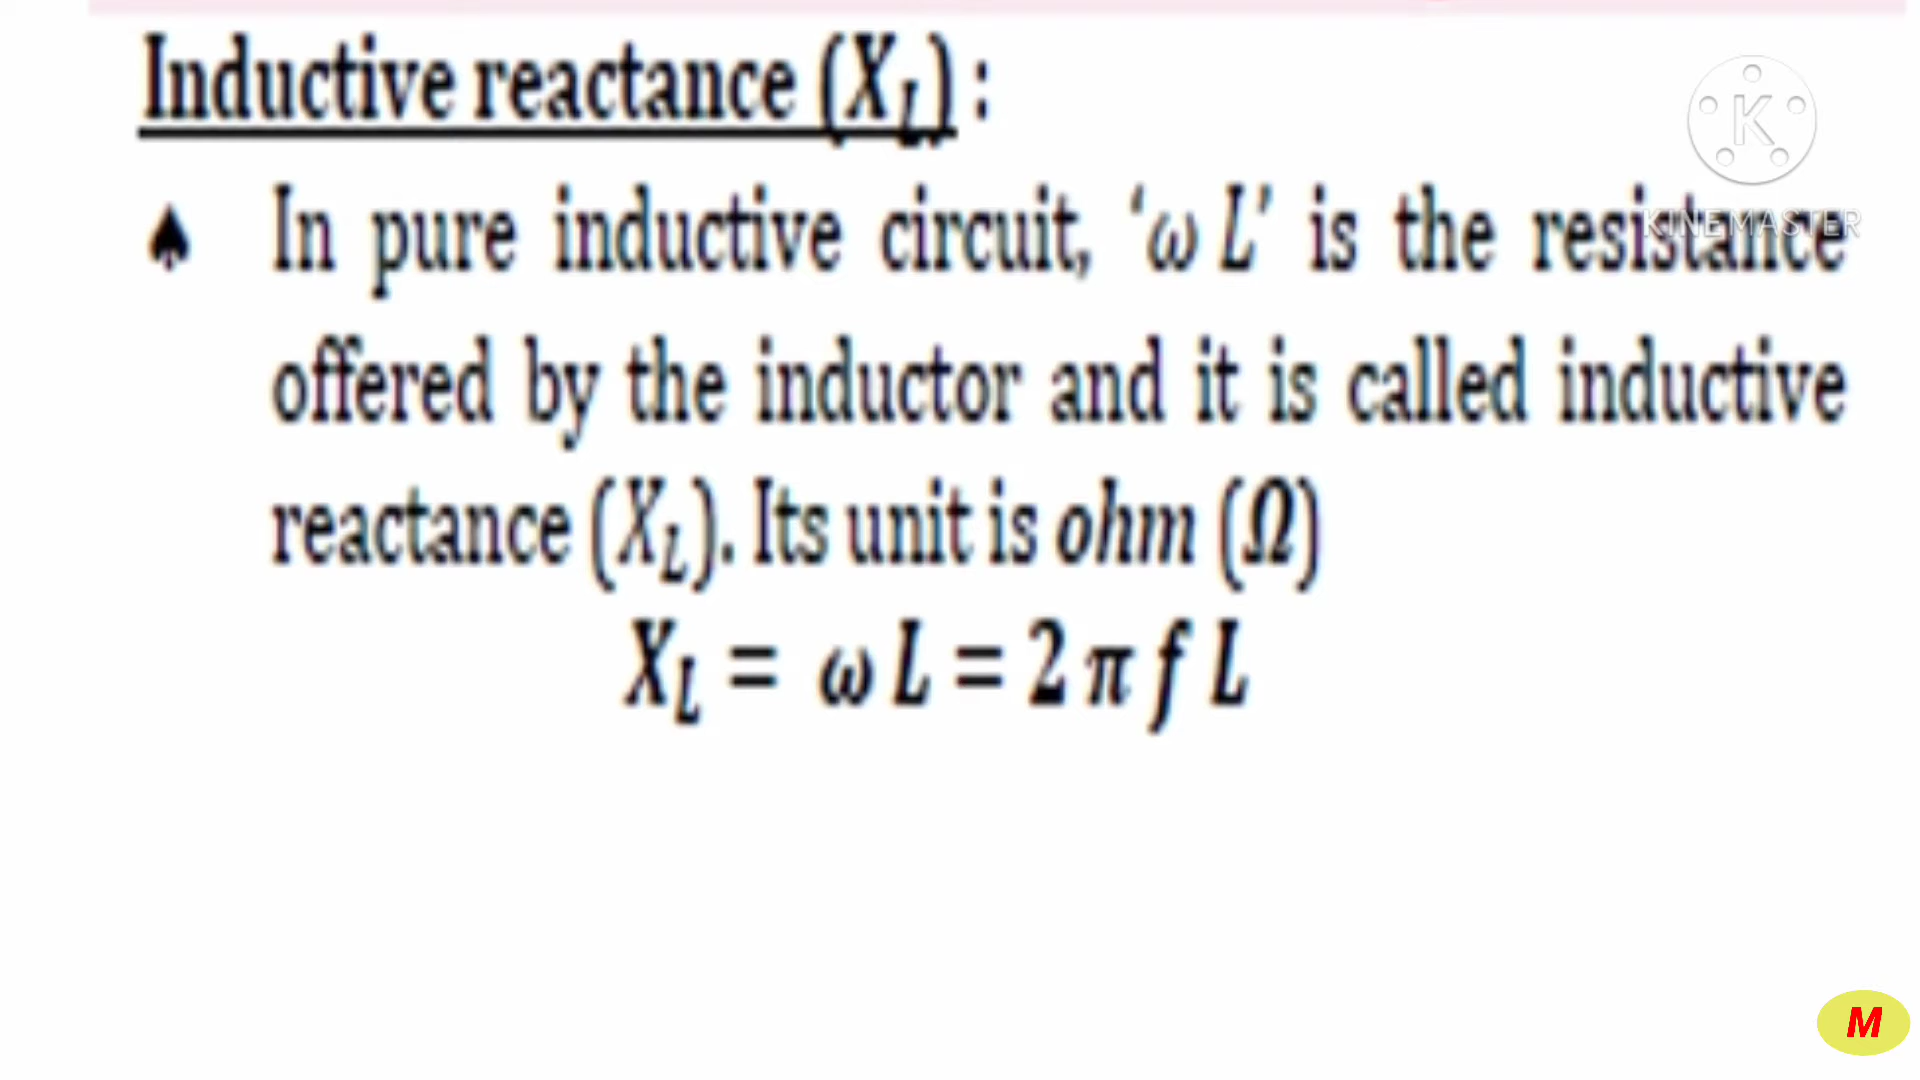 Inductive reactance (X_L) :
♠ In pure inductive circuit, ‘ω L’ is the resistance
offered by the inductor and it is called inductive
reactance (X_L). Its unit is ohm (Ω)
X_L = ω L = 2 π f L
K
KINEMASTER
M